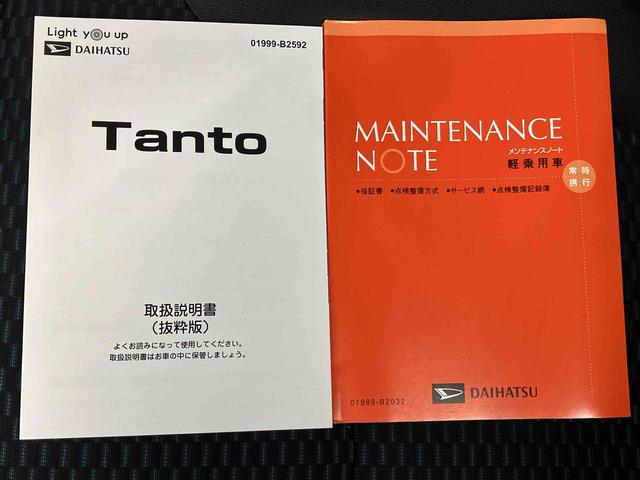 Light you up
DAIHATSU
01999-B2592
Tanto
取扱説明書
（抜粋版）
よくお読みになって使用してください。
取扱説明書はお車の中に保管しましょう。
MAINTENANCE
NOTE
メンテナンスノート
軽乗用車
常時
携行
●保証書 ●点検整備方式 ●サービス網 ●点検整備記録簿
01989-B2032
DAIHATSU